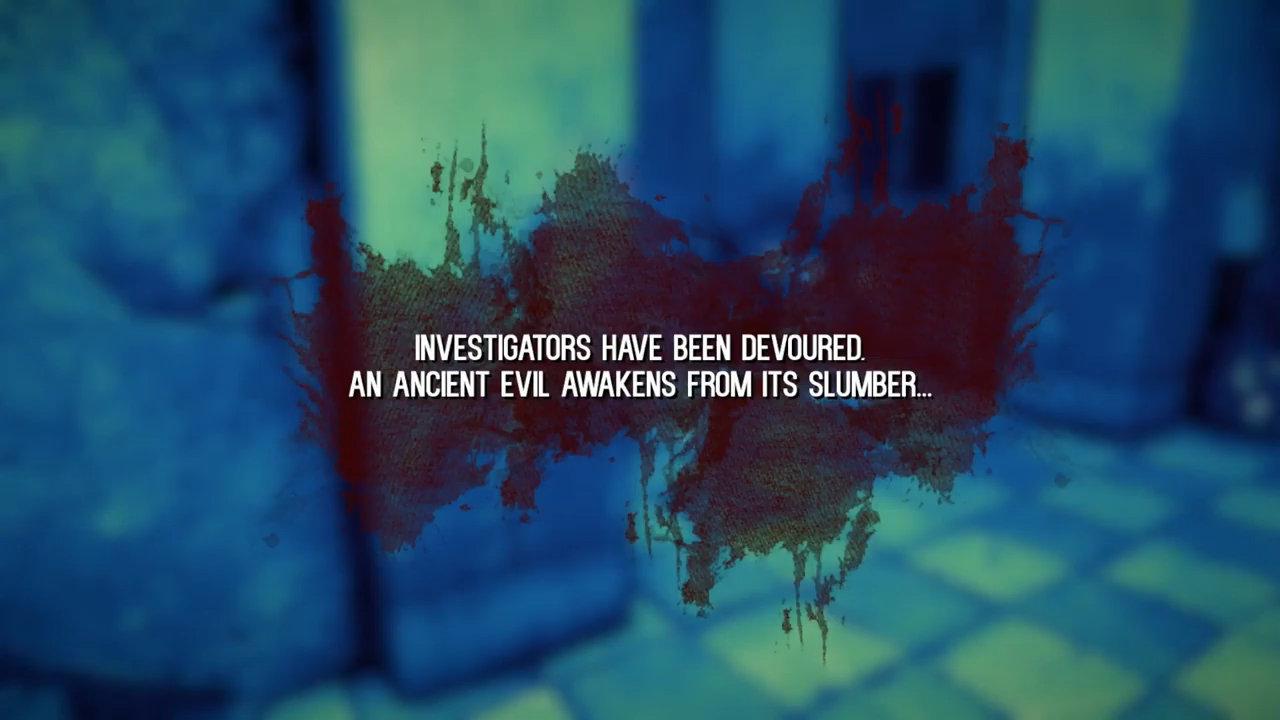 INVESTIGATORS HAVE BEEN DEVOURED.
AN ANCIENT EVIL AWAKENS FROM ITS SLUMBER...